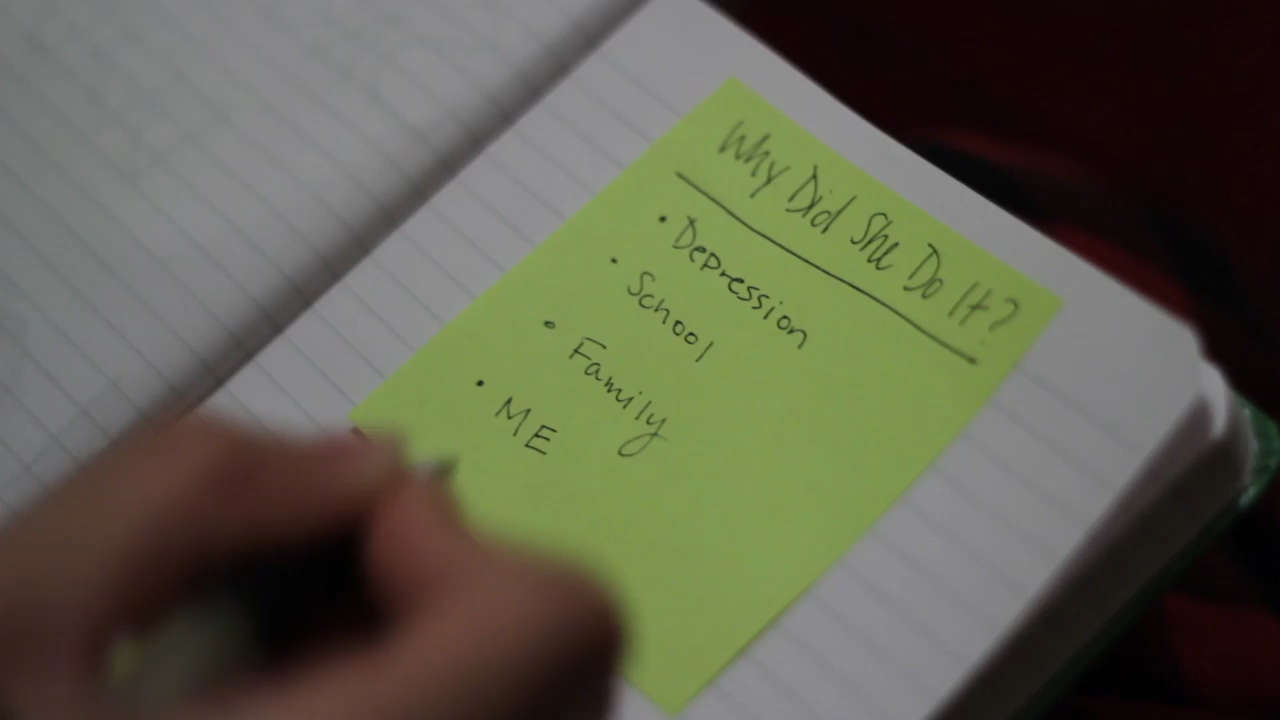 Why Did She Do It?
• Depression
• School
• Family
• ME